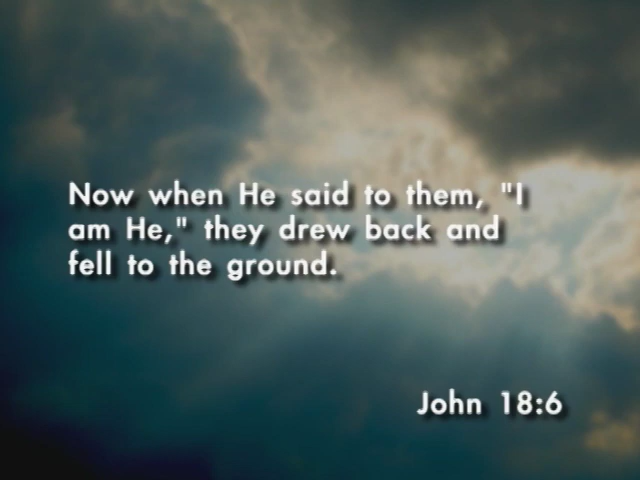 Now when He said to them, "I
am He," they drew back and
fell to the ground.
John 18:6